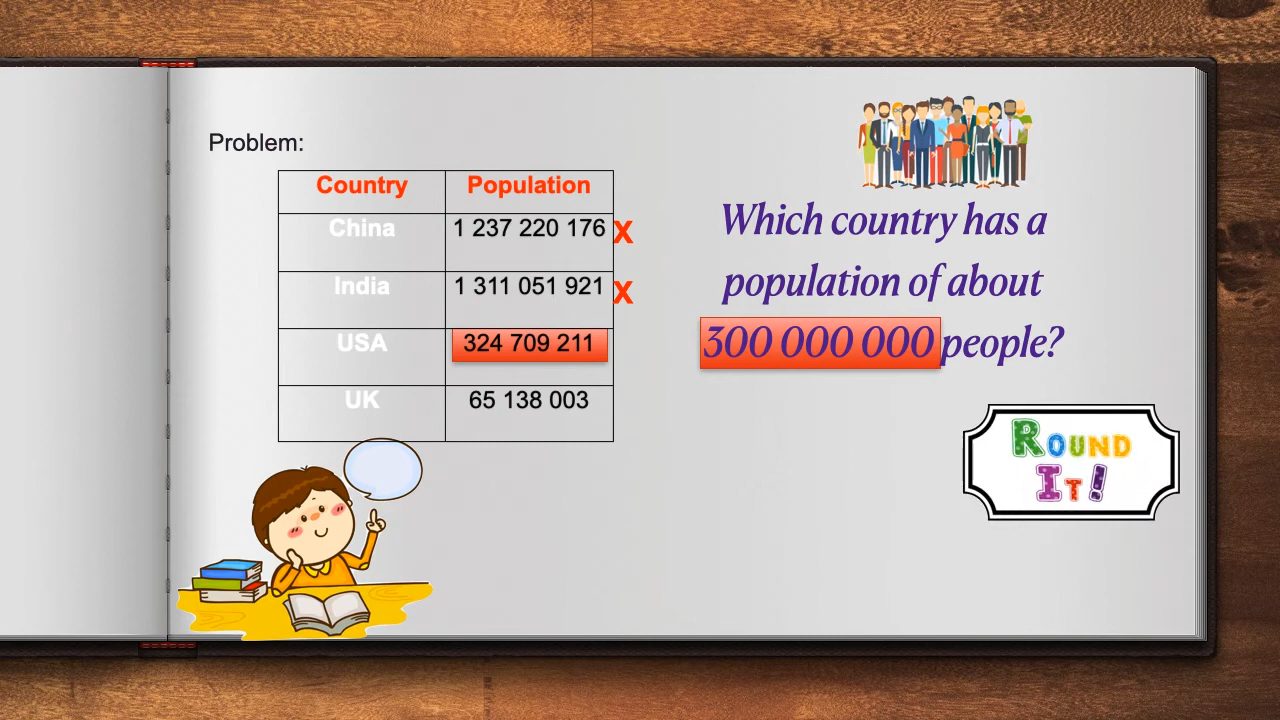 Problem:
Country Population
China 1 237 220 176 X
India 1 311 051 921 X
USA 324 709 211
UK 65 138 003
Which country has a
population of about
300 000 000 people?
ROUND
IT!